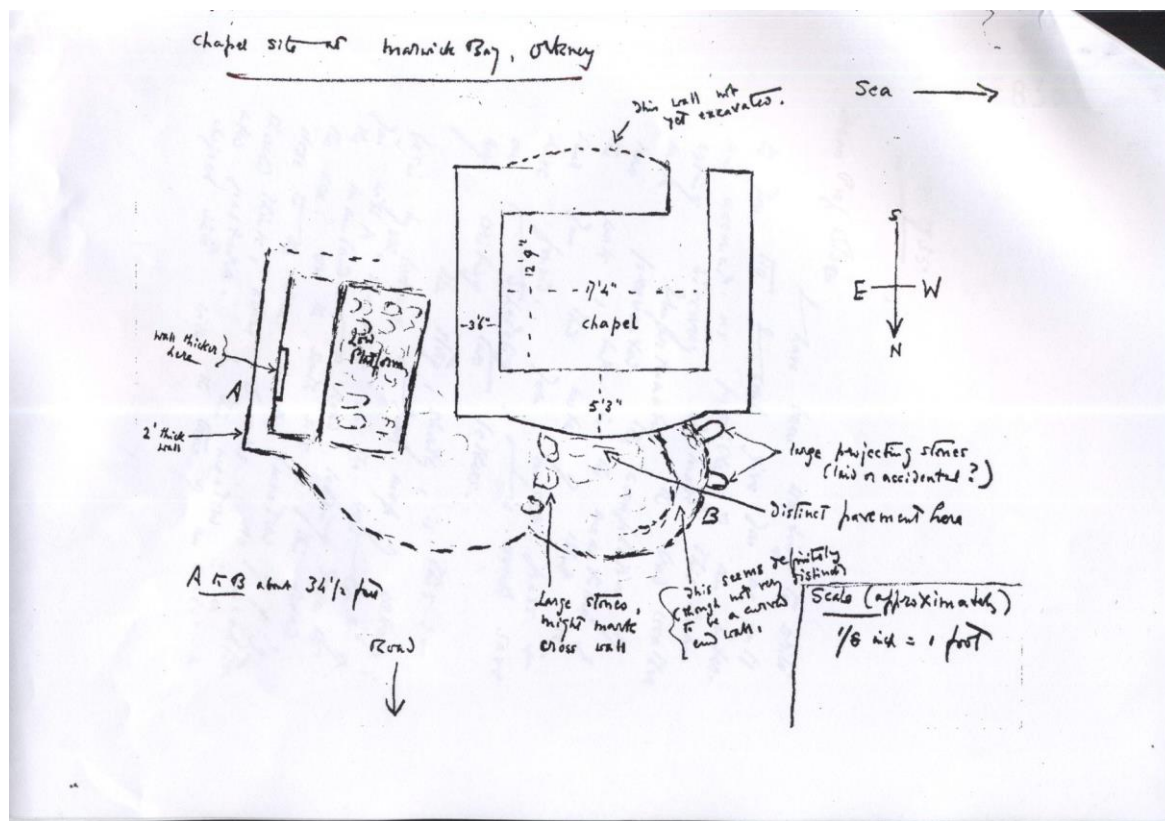 Chapel site at Marwick Bay, Orkney
This wall not
yet excavated.
Sea
S
E W
N
12'9"
17'4"
chapel
3'6"
5'3"
wall thicker
here
Low
Platform
A
2' thick
wall
large projecting stones
(laid or accidental?)
B
Distinct pavement here
A to B about 34 1/2 feet
Large stones,
might mark
cross wall
This seems definitely
(though not very distinct)
to be a curved
end wall.
Road
Scale (approximately)
1/8 inch = 1 foot